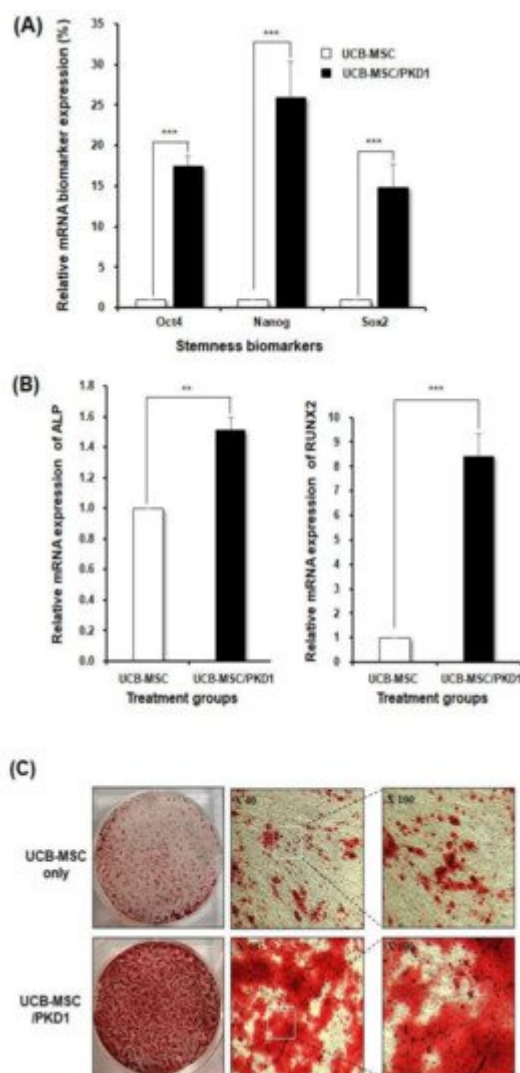 (A)
Relative mRNA biomarker expression (%)
35
30
25
20
15
10
5
0
***
***
***
UCB-MSC
UCB-MSC/PKD1
Oct4 Nanog Sox2
Stemness biomarkers
(B)
Relative mRNA expression of ALP
1.8
1.6
1.4
1.2
1.0
0.8
0.6
0.4
0.2
0.0
**
UCB-MSC UCB-MSC/PKD1
Treatment groups
Relative mRNA expression of RUNX2
10
9
8
7
6
5
4
3
2
1
0
***
UCB-MSC UCB-MSC/PKD1
Treatment groups
(C)
UCB-MSC
only
X 40
X 100
UCB-MSC
/PKD1